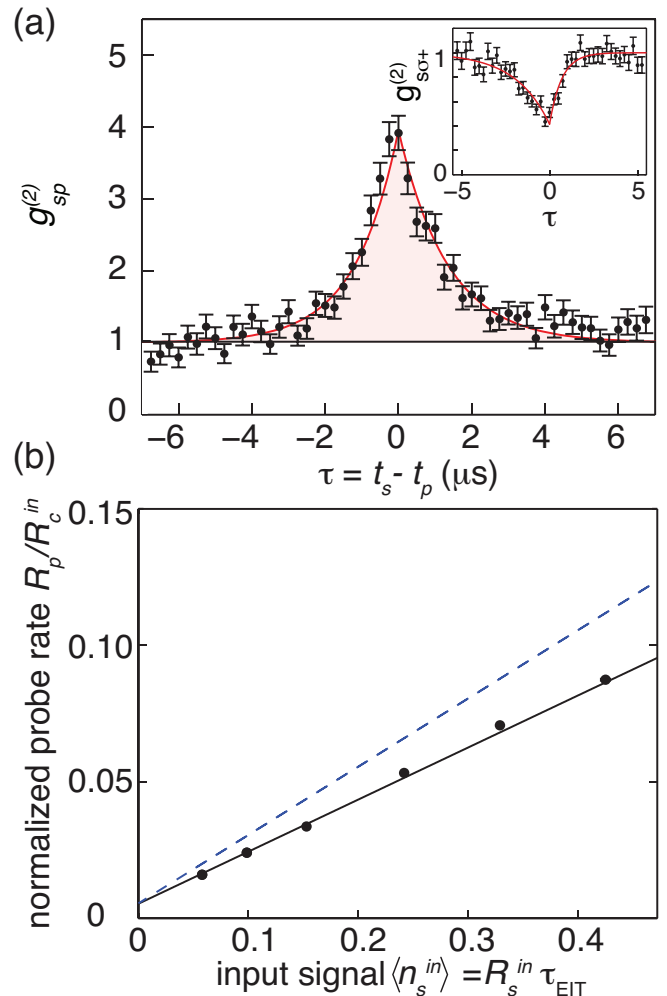 (a)
g_sp^(2)
5
4
3
2
1
0
−6 −4 −2 0 2 4 6
τ = t_s - t_p (μs)
g_sσ+^(2)
1
0
−5 0 5
τ
(b)
normalized probe rate R_p/R_c^in
0.15
0.10
0.05
0
0 0.1 0.2 0.3 0.4
input signal ⟨n_s^in⟩ = R_s^in τ_EIT